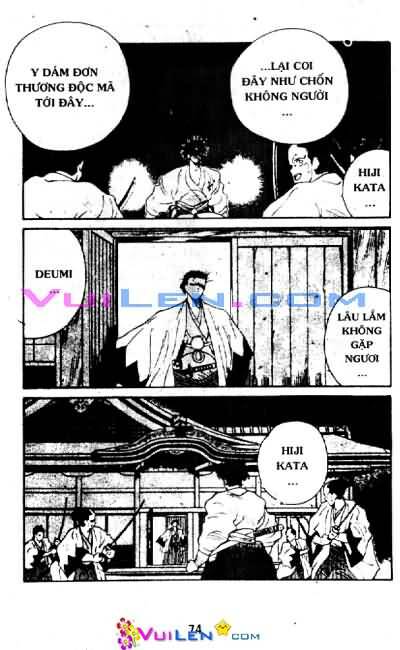 Y DÁM ĐƠN
THƯƠNG ĐỘC MÃ
TỚI ĐÂY...
...LẠI COI
ĐÂY NHƯ CHỐN
KHÔNG NGƯỜI
...
HIJI
KATA
...
DEUMI
...
VUILEN.COM
LÂU LẮM
KHÔNG
GẶP
NGƯƠI
HIJI
KATA
...
74
VUILEN
.COM